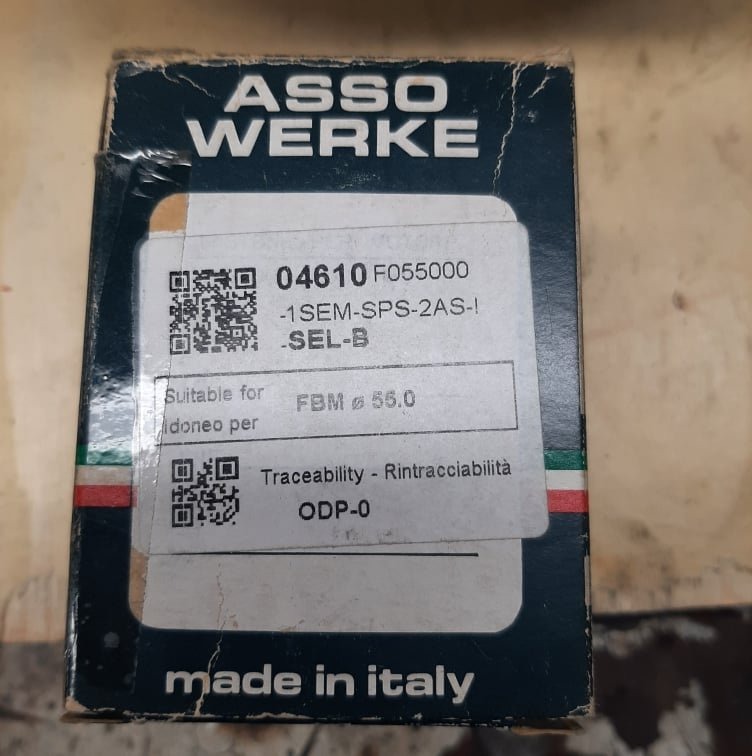 ASSO
WERKE
04610 F055000
-1SEM-SPS-2AS-!
-SEL-B
Suitable for
Idoneo per
FBM ø 55.0
Traceability - Rintracciabilità
ODP-0
made in italy